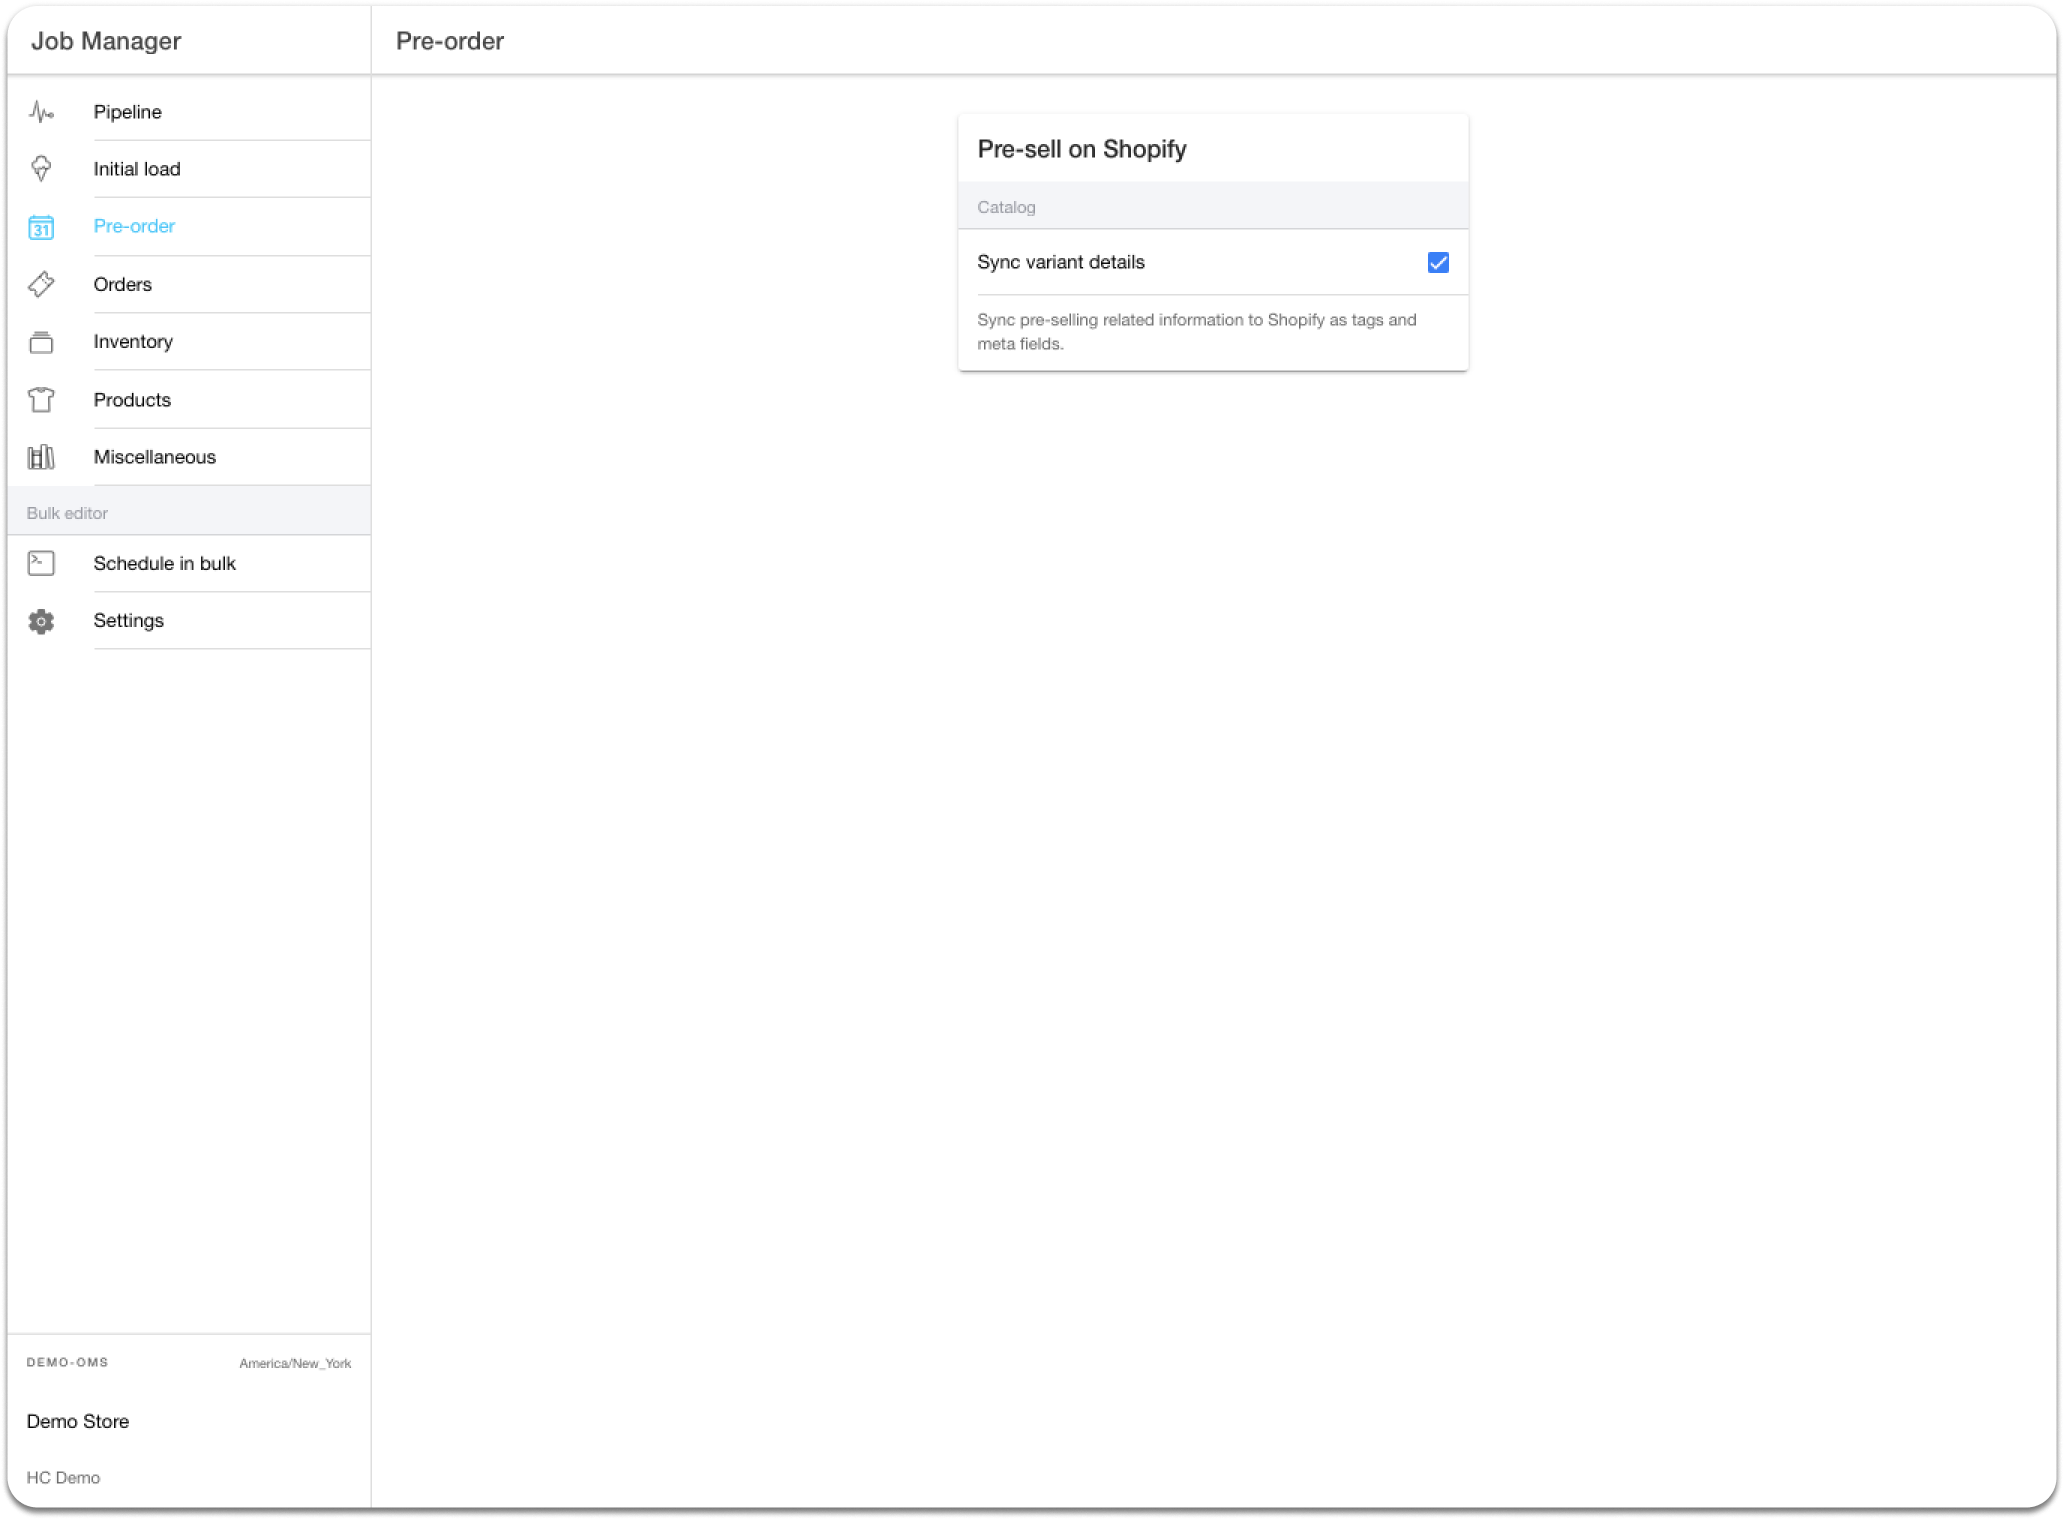 Job Manager
Pre-order
Pipeline
Initial load
31
Pre-order
Orders
Inventory
Products
Miscellaneous
Bulk editor
Schedule in bulk
Settings
DEMO-OMS
America/New_York
Demo Store
HC Demo
Pre-sell on Shopify
Catalog
Sync variant details
Sync pre-selling related information to Shopify as tags and
meta fields.